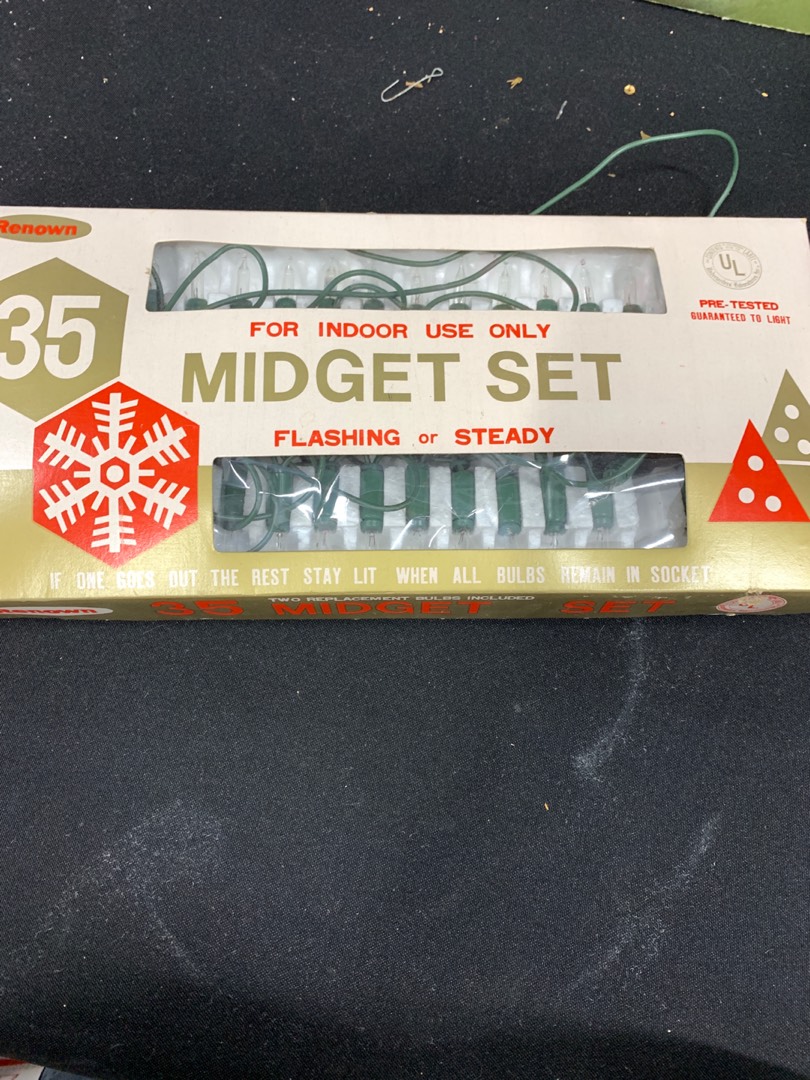 Renown
35
UL
PRE-TESTED
GUARANTEED TO LIGHT
FOR INDOOR USE ONLY
MIDGET SET
FLASHING or STEADY
IF ONE GOES OUT THE REST STAY LIT WHEN ALL BULBS REMAIN IN SOCKET
Renown
TWO REPLACEMENT BULBS INCLUDED
35 MIDGET SET